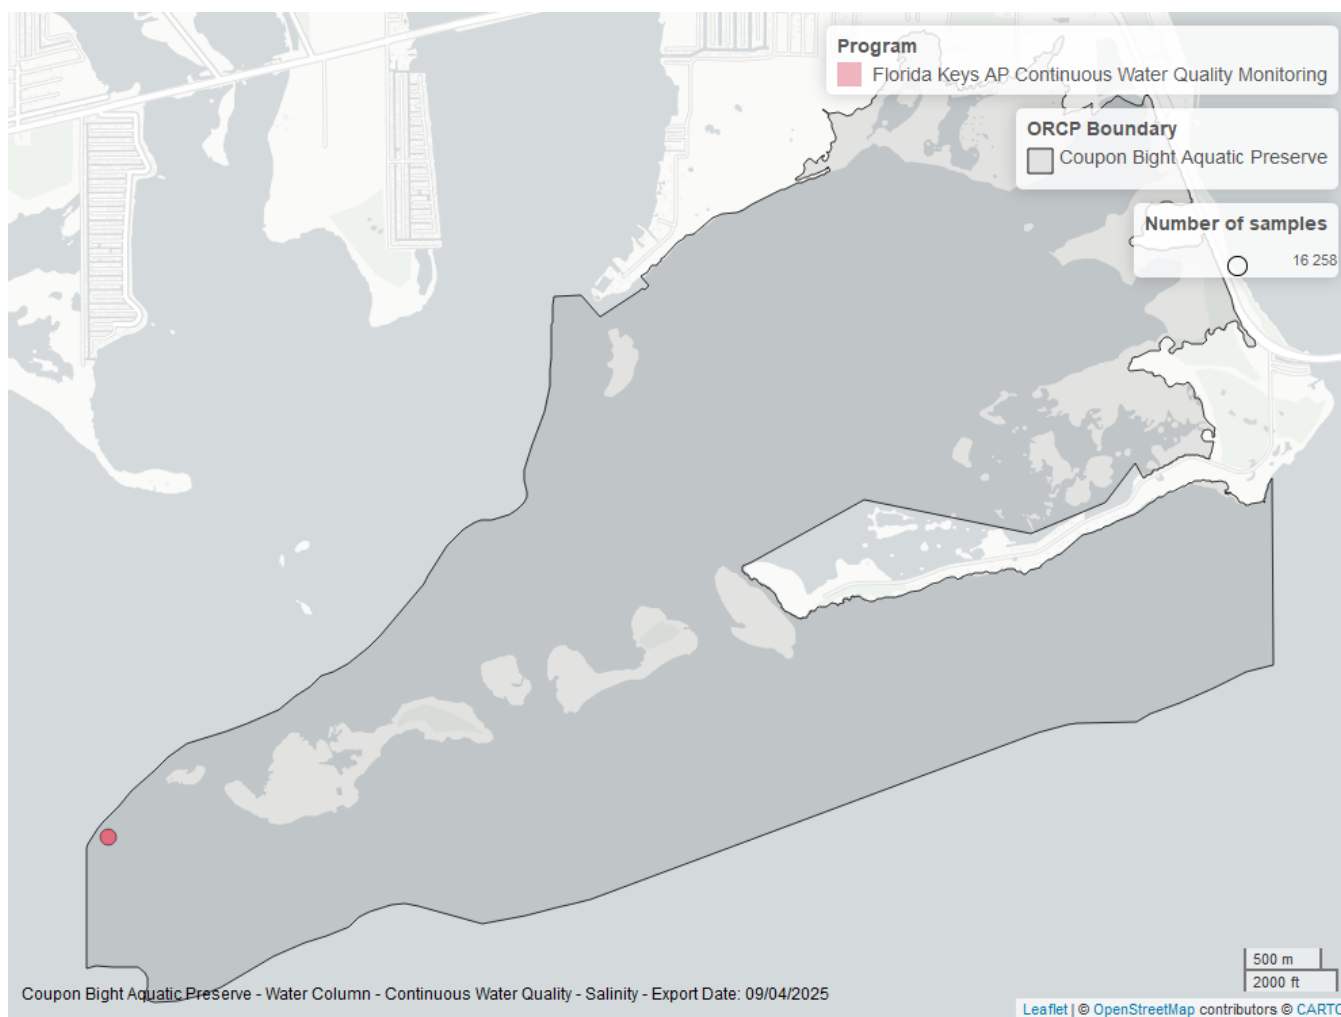 Program
Florida Keys AP Continuous Water Quality Monitoring
ORCP Boundary
Coupon Bight Aquatic Preserve
Number of samples
16 258
500 m
2000 ft
Coupon Bight Aquatic Preserve - Water Column - Continuous Water Quality - Salinity - Export Date: 09/04/2025
Leaflet | © OpenStreetMap contributors © CARTO